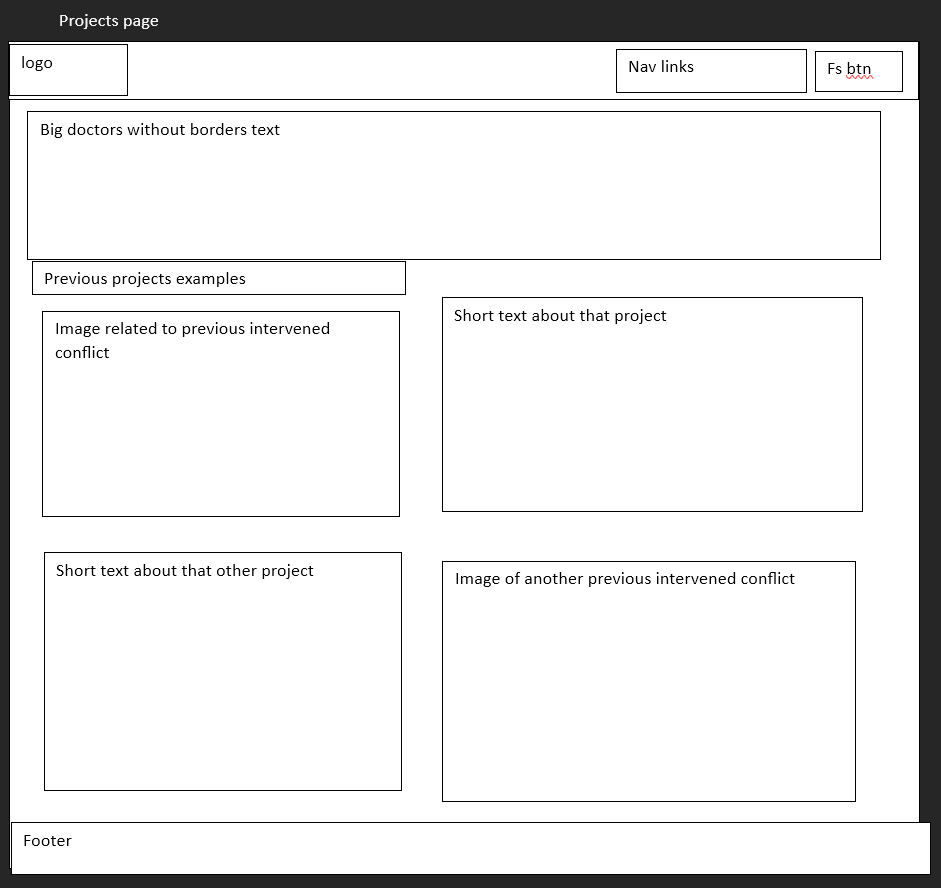 Projects page
logo
Nav links
Fs btn
Big doctors without borders text
Previous projects examples
Image related to previous intervened
conflict
Short text about that project
Short text about that other project
Image of another previous intervened conflict
Footer